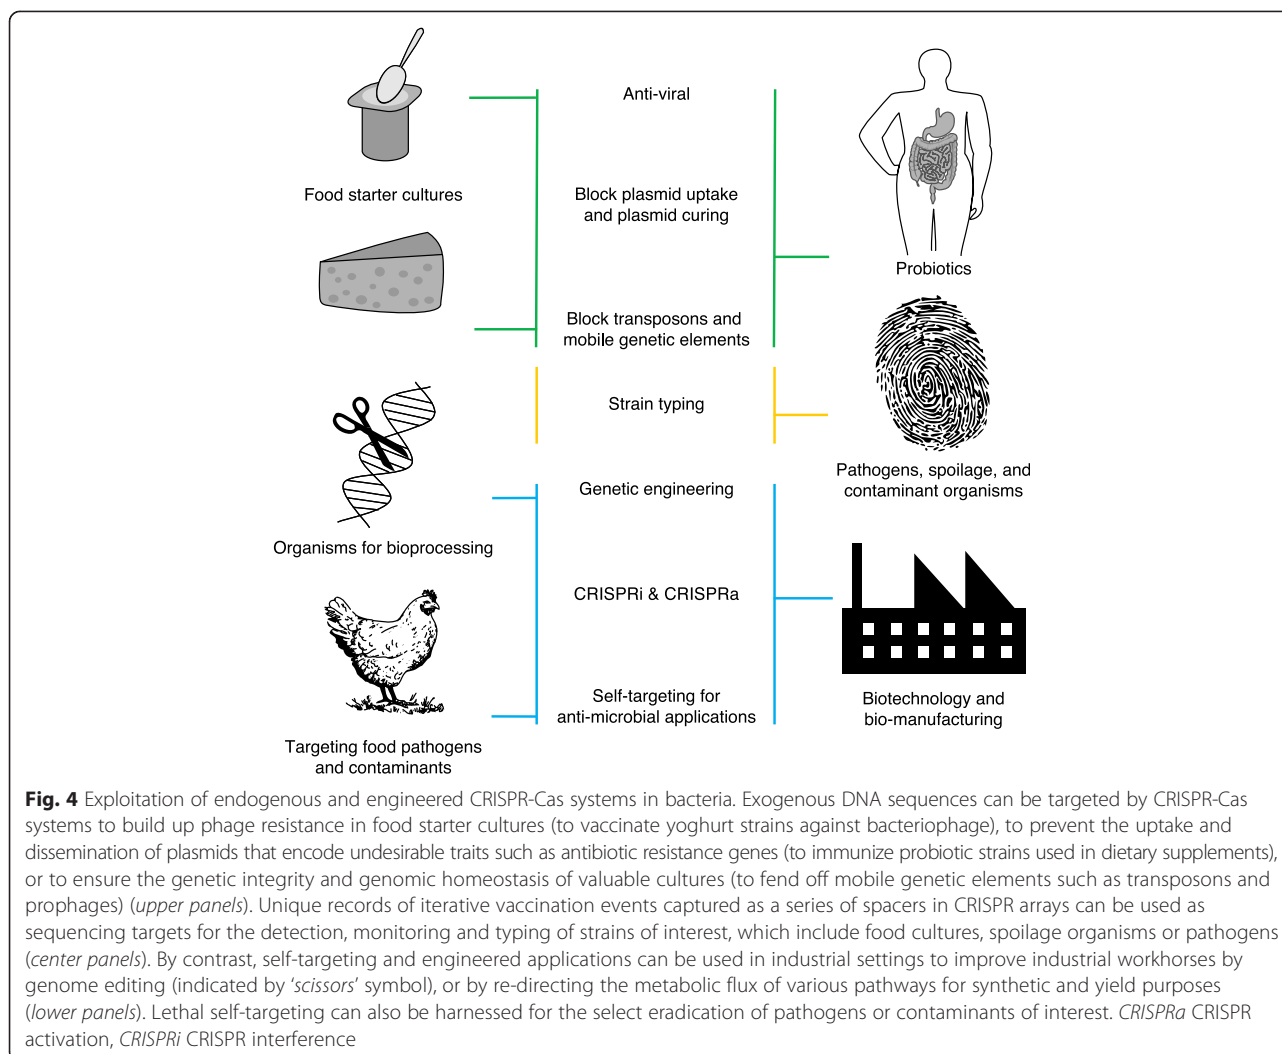 Anti-viral
Food starter cultures
Block plasmid uptake
and plasmid curing
Probiotics
Block transposons and
mobile genetic elements
Strain typing
Pathogens, spoilage, and
contaminant organisms
Genetic engineering
Organisms for bioprocessing
CRISPRi & CRISPRa
Self-targeting for
anti-microbial applications
Biotechnology and
bio-manufacturing
Targeting food pathogens
and contaminants
Fig. 4 Exploitation of endogenous and engineered CRISPR-Cas systems in bacteria. Exogenous DNA sequences can be targeted by CRISPR-Cas
systems to build up phage resistance in food starter cultures (to vaccinate yoghurt strains against bacteriophage), to prevent the uptake and
dissemination of plasmids that encode undesirable traits such as antibiotic resistance genes (to immunize probiotic strains used in dietary supplements),
or to ensure the genetic integrity and genomic homeostasis of valuable cultures (to fend off mobile genetic elements such as transposons and
prophages) (upper panels). Unique records of iterative vaccination events captured as a series of spacers in CRISPR arrays can be used as
sequencing targets for the detection, monitoring and typing of strains of interest, which include food cultures, spoilage organisms or pathogens
(center panels). By contrast, self-targeting and engineered applications can be used in industrial settings to improve industrial workhorses by
genome editing (indicated by ‘scissors’ symbol), or by re-directing the metabolic flux of various pathways for synthetic and yield purposes
(lower panels). Lethal self-targeting can also be harnessed for the select eradication of pathogens or contaminants of interest. CRISPRa CRISPR
activation, CRISPRi CRISPR interference